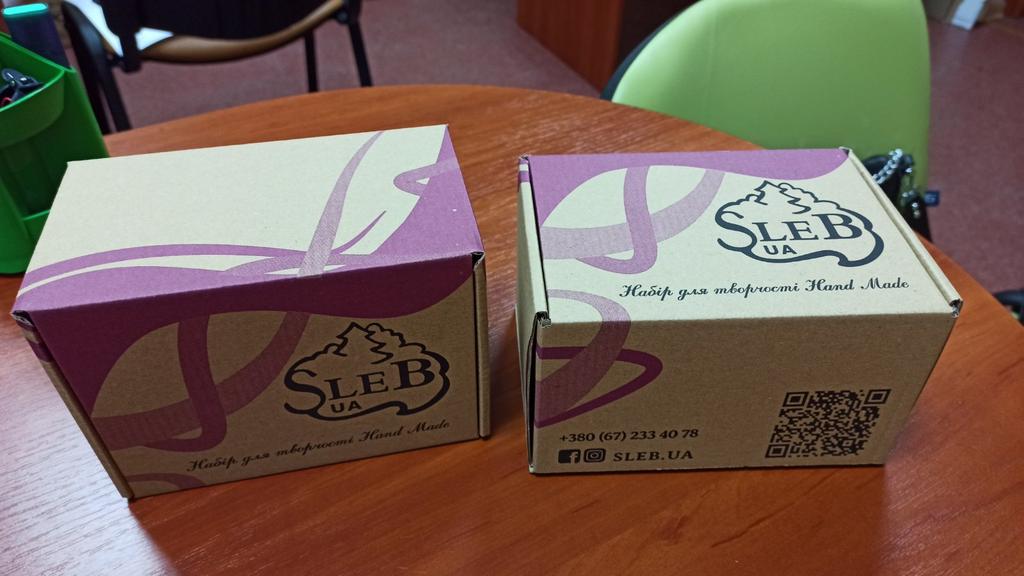 SLEB
UA
Набір для творчості Hand Made
SLEB
UA
Набір для творчості Hand Made
+380 (67) 233 40 78
SLEB.UA